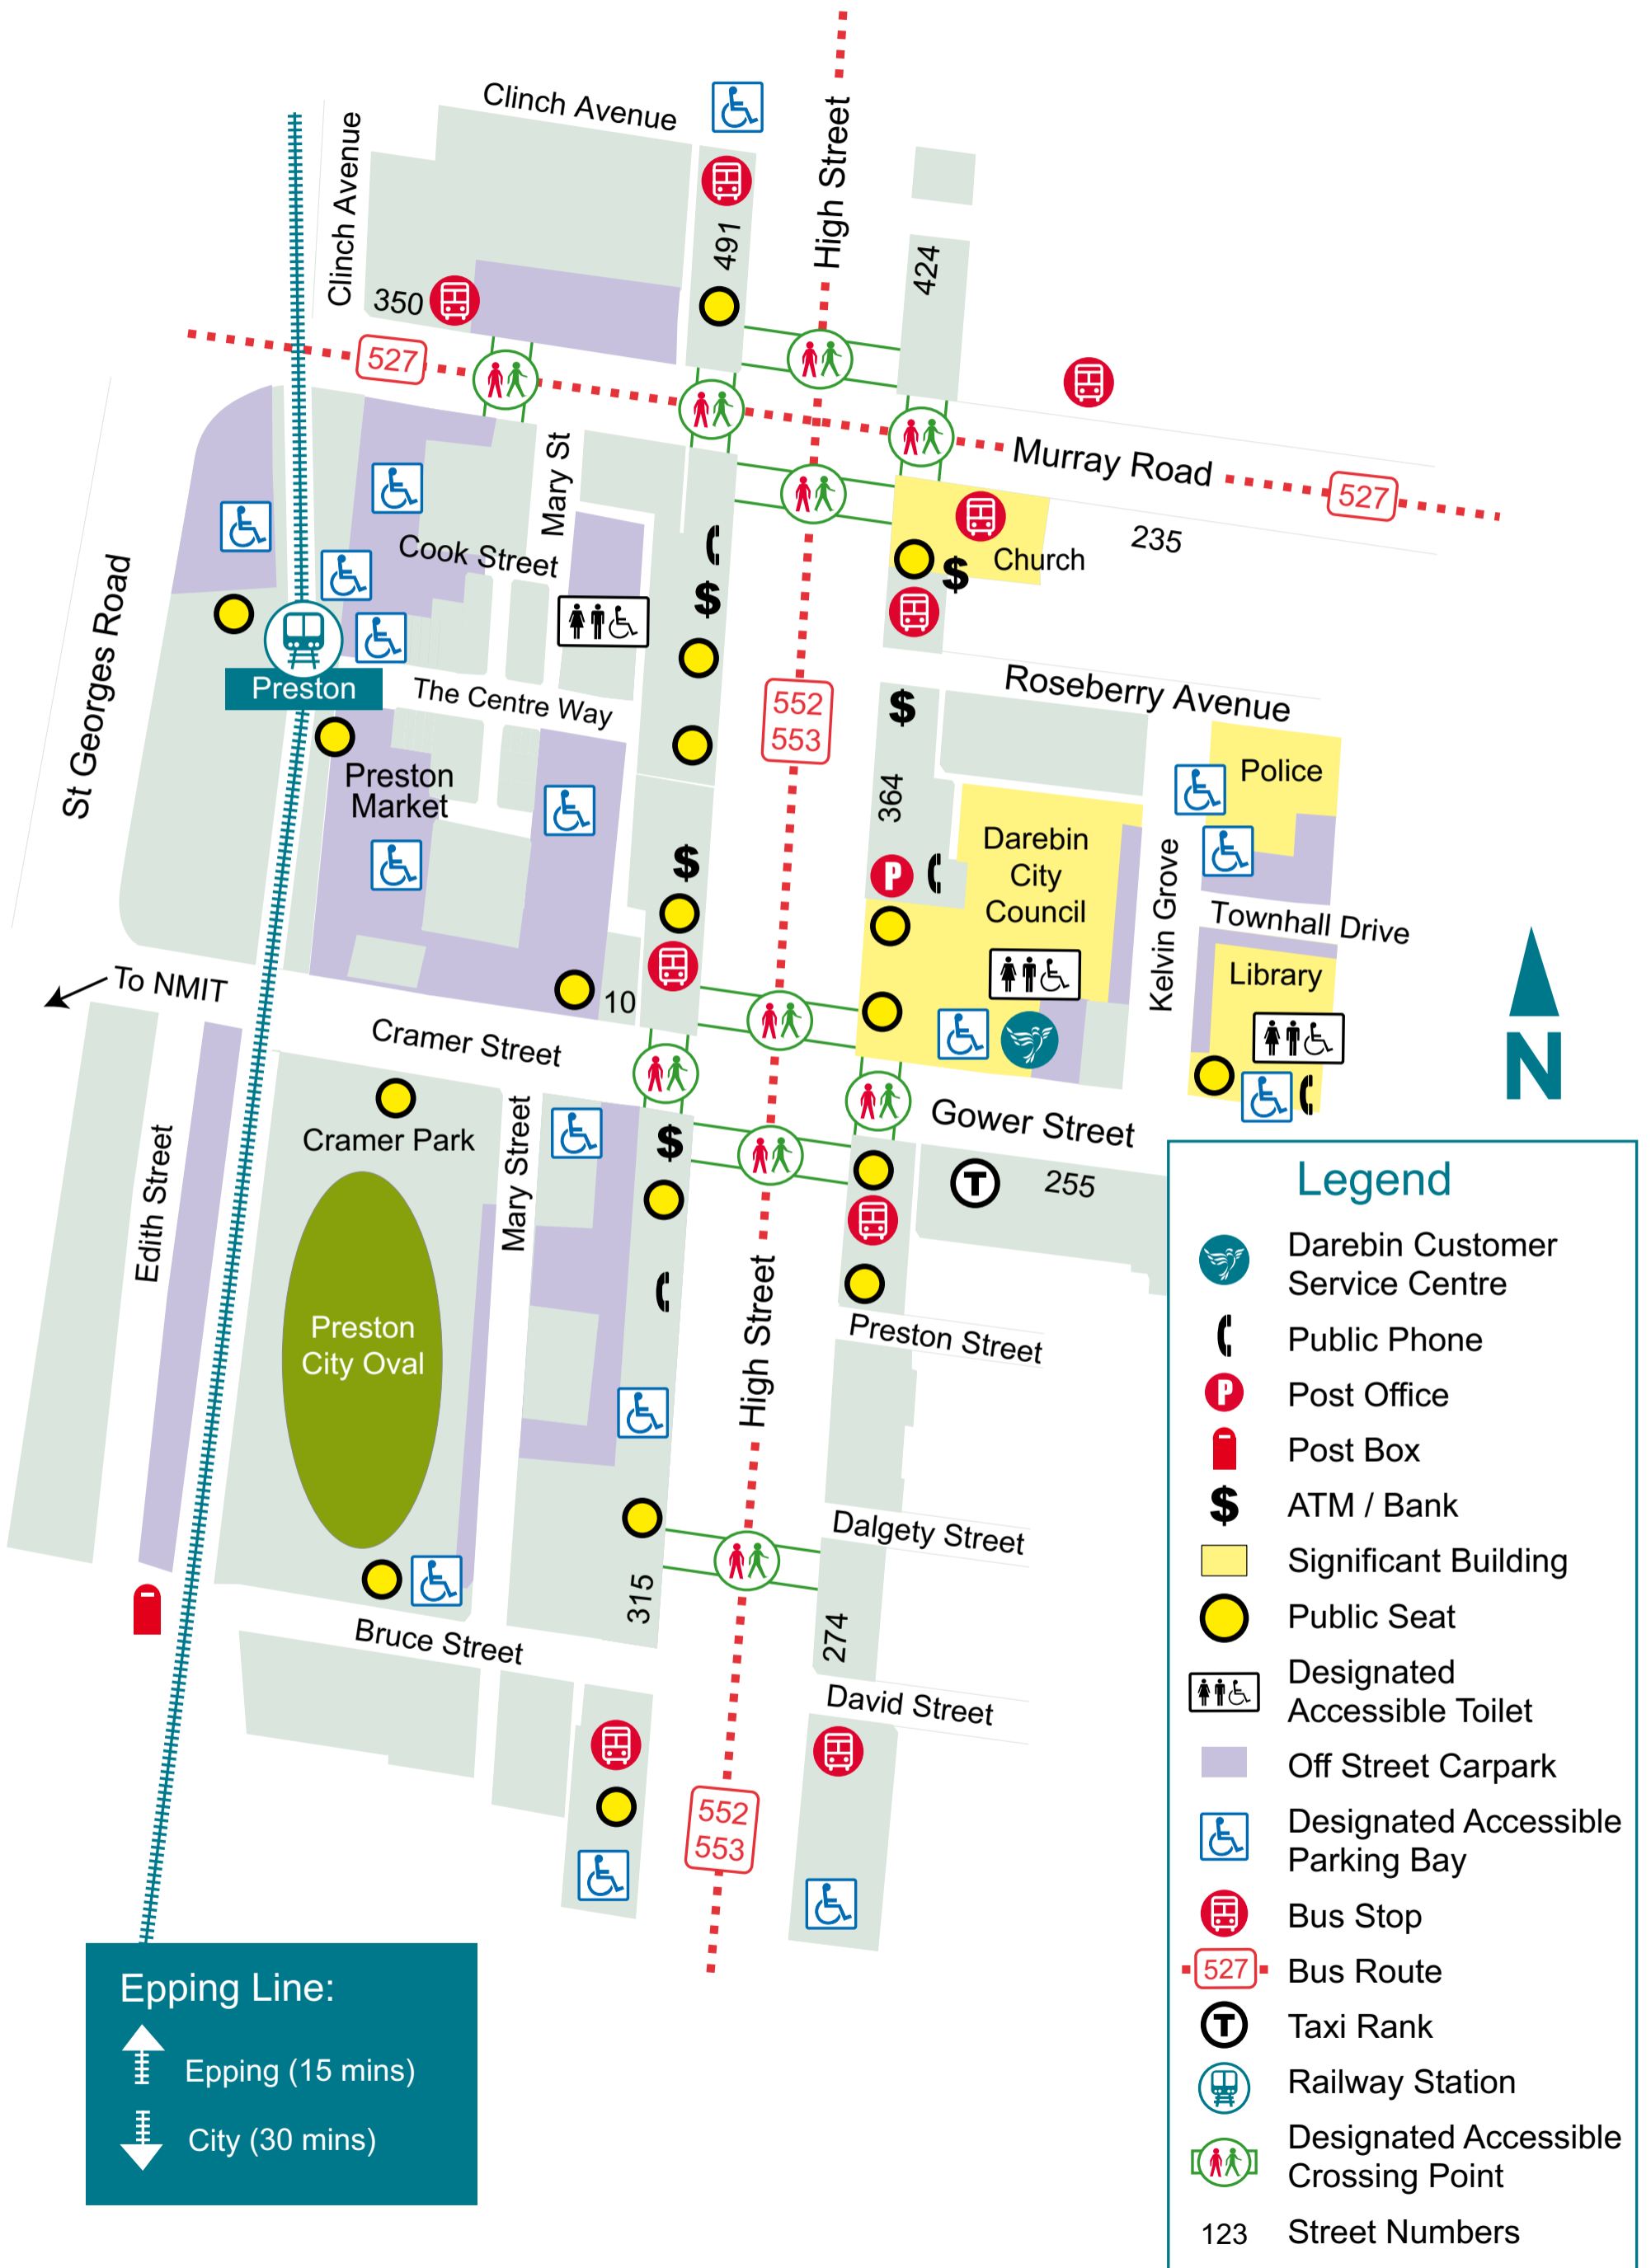 Clinch Avenue
Clinch Avenue
High Street
491
424
350
527
Murray Road
527
Mary St
Cook Street
Church
235
St Georges Road
Preston
The Centre Way
552
553
Roseberry Avenue
Preston
Market
364
Police
Darebin
City
Council
P
Kelvin Grove
Townhall Drive
Library
To NMIT
10
Cramer Street
N
Gower Street
Cramer Park
T
255
Edith Street
Mary Street
Preston
City Oval
High Street
Preston Street
Dalgety Street
315
274
Bruce Street
David Street
552
553
Epping Line:
Epping (15 mins)
City (30 mins)
Legend
Darebin Customer
Service Centre
Public Phone
P Post Office
Post Box
$ ATM / Bank
Significant Building
Public Seat
Designated
Accessible Toilet
Off Street Carpark
Designated Accessible
Parking Bay
Bus Stop
527 Bus Route
T Taxi Rank
Railway Station
Designated Accessible
Crossing Point
123 Street Numbers